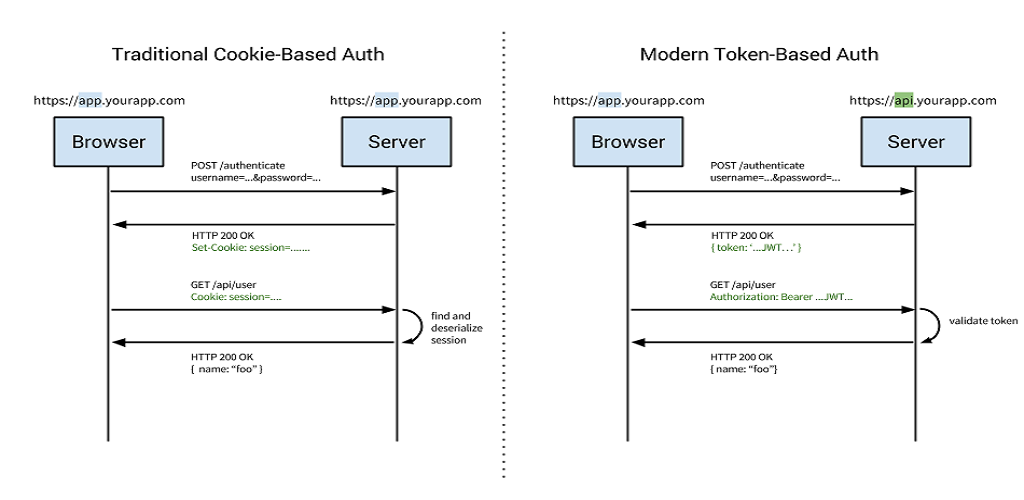 Traditional Cookie-Based Auth
https://app.yourapp.com
https://app.yourapp.com
Browser
Server
POST /authenticate
username=...&password=...
HTTP 200 OK
Set-Cookie: session=.......
GET /api/user
Cookie: session=....
find and
deserialize
session
HTTP 200 OK
{ name: “foo” }
Modern Token-Based Auth
https://app.yourapp.com
https://api.yourapp.com
Browser
Server
POST /authenticate
username=...&password=...
HTTP 200 OK
{ token: ‘...JWT...’ }
GET /api/user
Authorization: Bearer ...JWT...
validate token
HTTP 200 OK
{ name: “foo”}